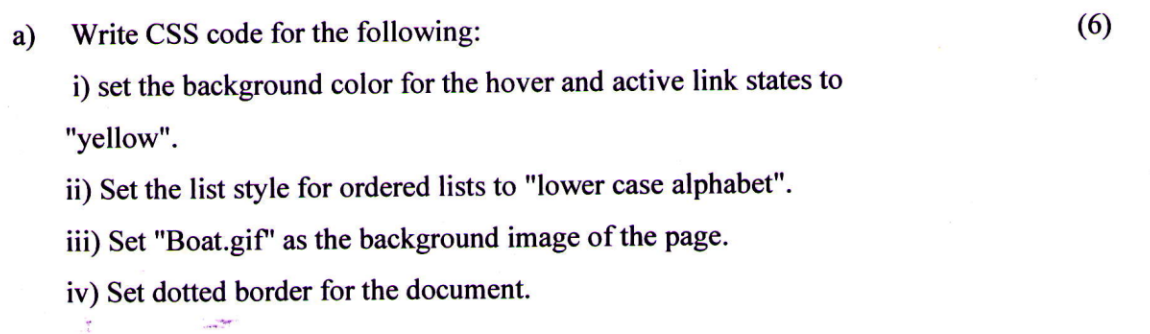 a) Write CSS code for the following: (6)
i) set the background color for the hover and active link states to
"yellow".
ii) Set the list style for ordered lists to "lower case alphabet".
iii) Set "Boat.gif" as the background image of the page.
iv) Set dotted border for the document.